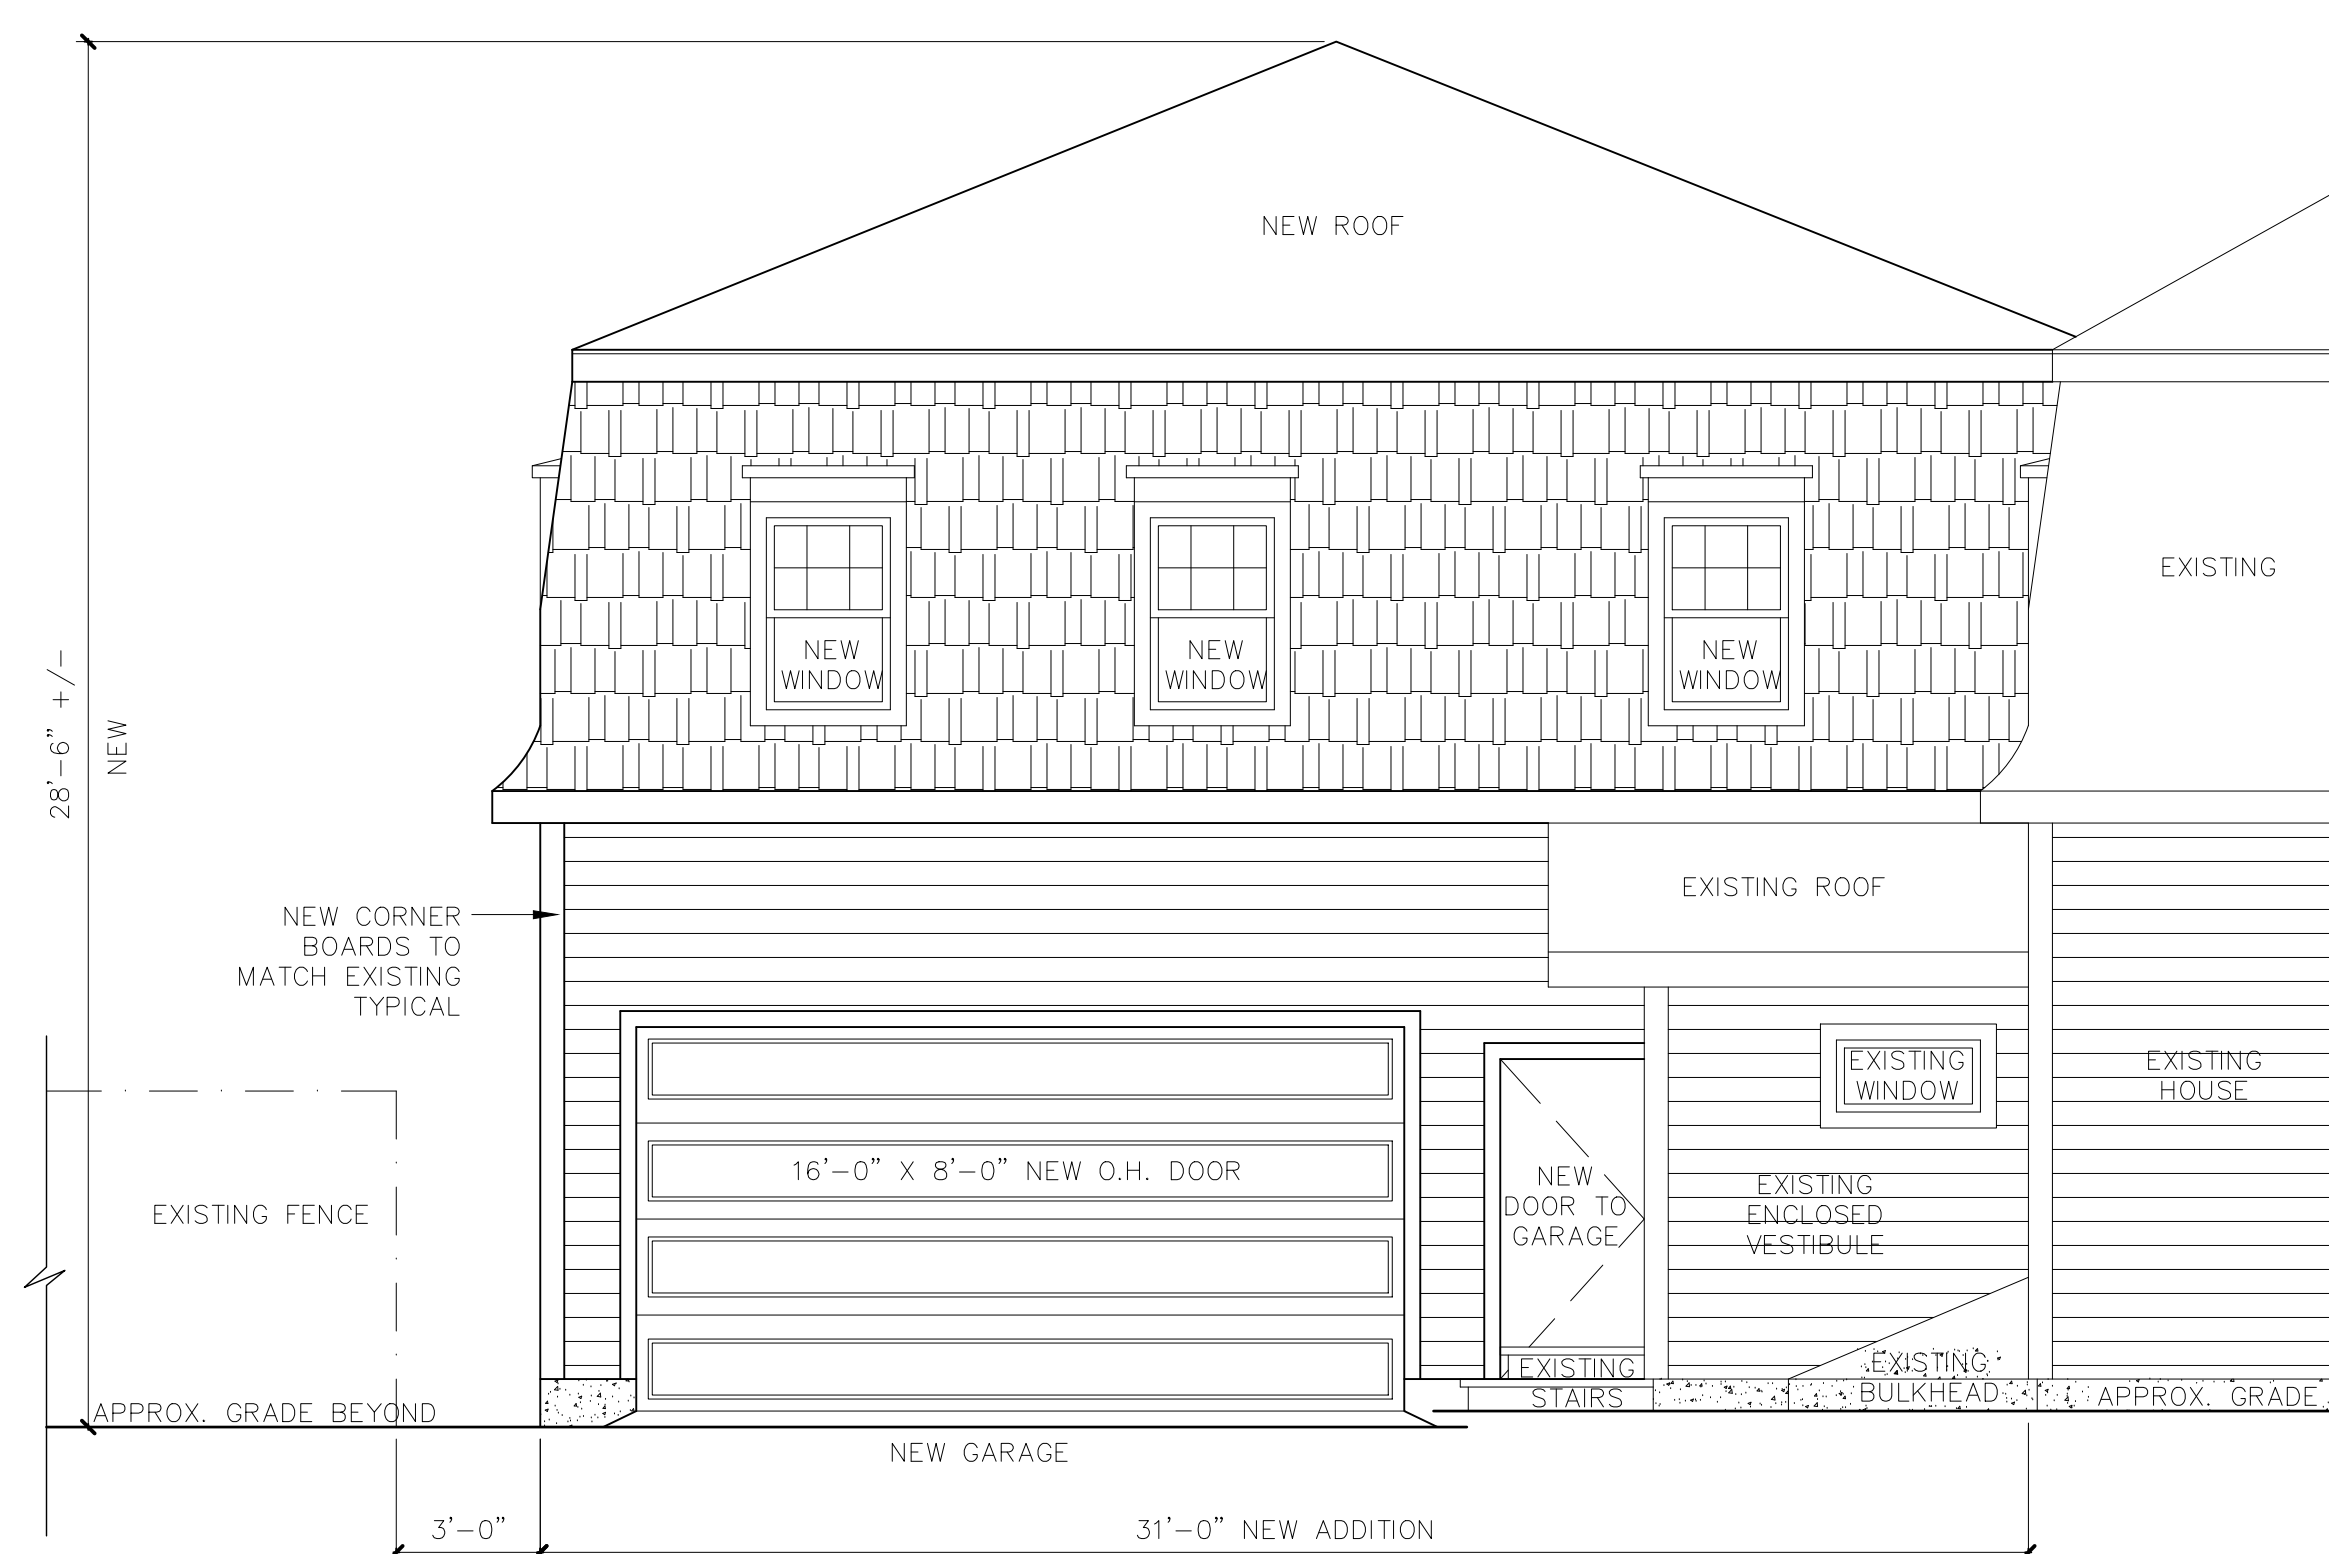 NEW ROOF
EXISTING
NEW
WINDOW
NEW
WINDOW
NEW
WINDOW
28'-6" +/-
NEW
EXISTING ROOF
NEW CORNER
BOARDS TO
MATCH EXISTING
TYPICAL
EXISTING
WINDOW
EXISTING
HOUSE
16'-0" X 8'-0" NEW O.H. DOOR
NEW
DOOR TO
GARAGE
EXISTING
ENCLOSED
VESTIBULE
EXISTING FENCE
EXISTING
STAIRS
EXISTING
BULKHEAD
APPROX. GRADE
APPROX. GRADE BEYOND
NEW GARAGE
3'-0"
31'-0" NEW ADDITION